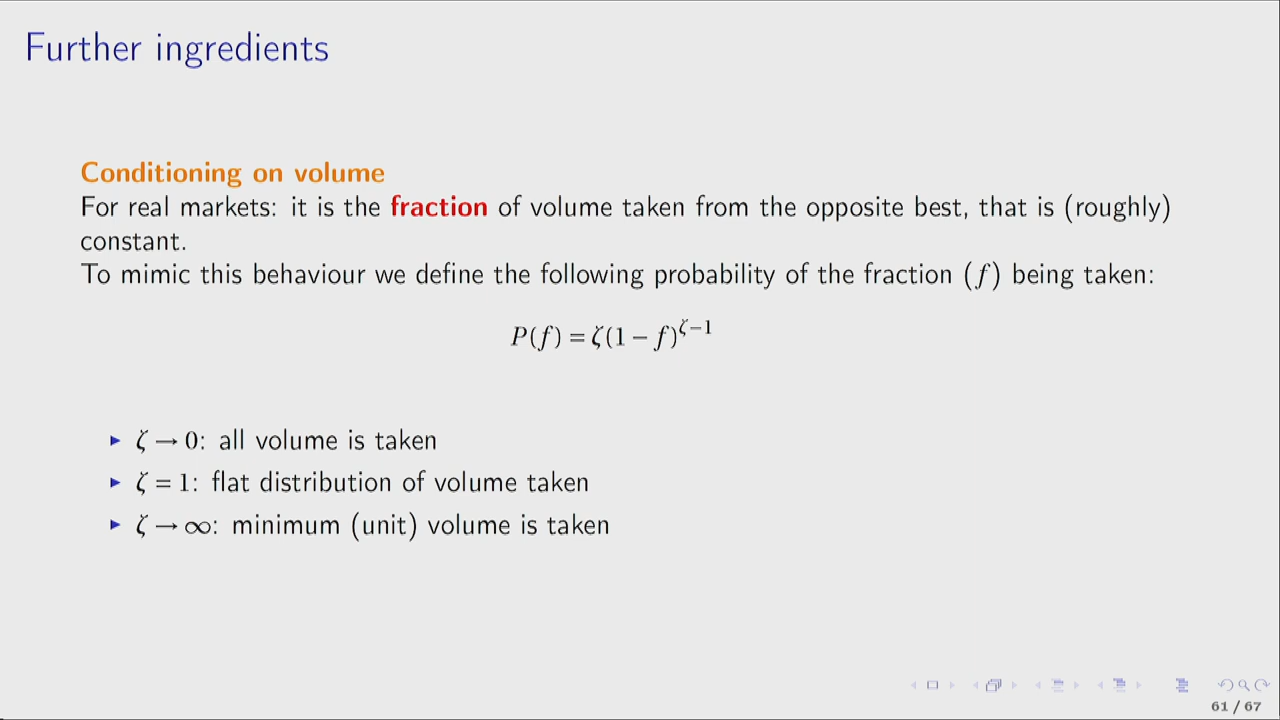 Further ingredients
Conditioning on volume
For real markets: it is the fraction of volume taken from the opposite best, that is (roughly)
constant.
To mimic this behaviour we define the following probability of the fraction (f) being taken:
P(f) = ζ(1 − f)^{ζ−1}
▶ ζ → 0: all volume is taken
▶ ζ = 1: flat distribution of volume taken
▶ ζ → ∞: minimum (unit) volume is taken
61 / 67